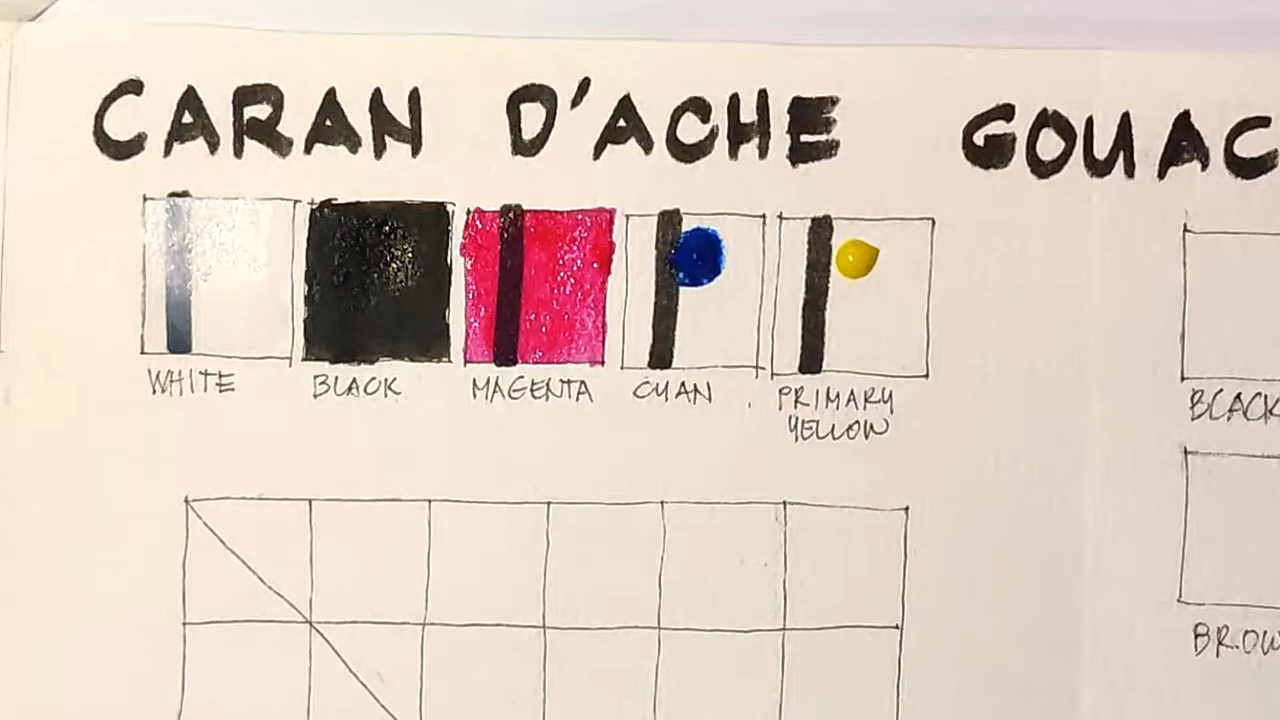 CARAN D'ACHE GOUAC
WHITE
BLACK
MAGENTA
CYAN
PRIMARY
YELLOW
BLACK
BROW